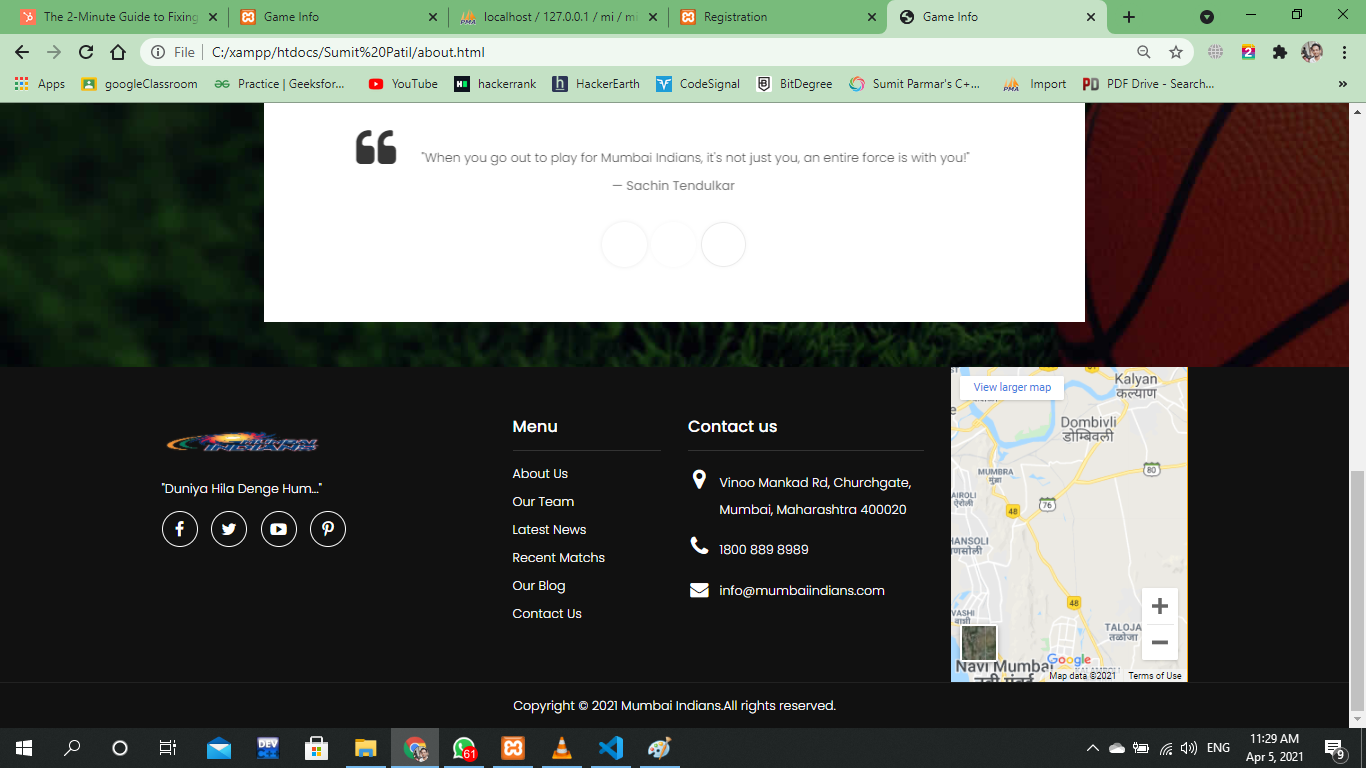 The 2-Minute Guide to Fixing
Game Info
localhost / 127.0.0.1 / mi / mi
Registration
Game Info
File
C:/xampp/htdocs/Sumit%20Patil/about.html
Apps
googleClassroom
Practice | Geeksfor...
YouTube
hackerrank
HackerEarth
CodeSignal
BitDegree
Sumit Parmar's C+...
Import
PDF Drive - Search...
"When you go out to play for Mumbai Indians, it's not just you, an entire force is with you!"
— Sachin Tendulkar
MUMBAI
INDIANS
"Duniya Hila Denge Hum..."
Menu
About Us
Our Team
Latest News
Recent Matchs
Our Blog
Contact Us
Contact us
Vinoo Mankad Rd, Churchgate,
Mumbai, Maharashtra 400020
1800 889 8989
info@mumbaiindians.com
View larger map
Kalyan
कल्याण
Dombivli
डोम्बिवली
80
MUMBRA
मुंब्रा
76
AIROLI
ऐरोली
48
HANSOLI
VASHI
वाशी
48
TALOJA
तळोजा
Navi Mumbai
Google
Map data ©2021
Terms of Use
Copyright © 2021 Mumbai Indians.All rights reserved.
DEV
61
ENG
11:29 AM
Apr 5, 2021
9